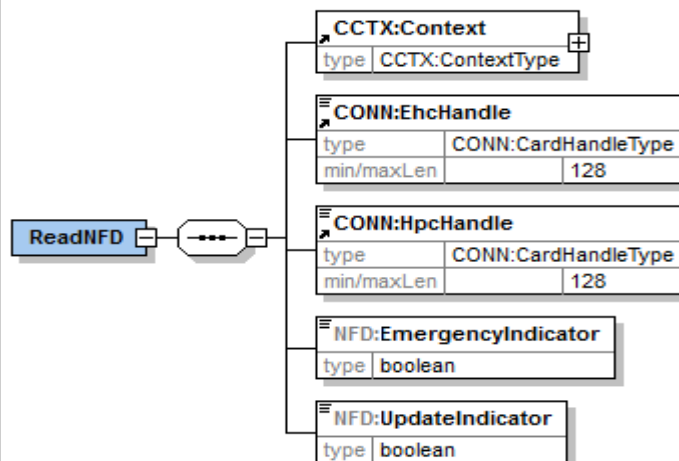 CCTX:Context
type CCTX:ContextType
CONN:EhcHandle
type CONN:CardHandleType
min/maxLen 128
ReadNFD
CONN:HpcHandle
type CONN:CardHandleType
min/maxLen 128
NFD:EmergencyIndicator
type boolean
NFD:UpdateIndicator
type boolean